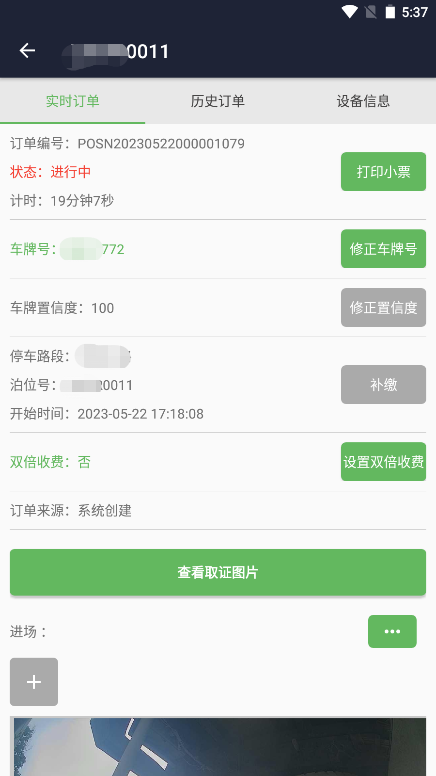 5:37
0011
实时订单 历史订单 设备信息
订单编号：POSN20230522000001079
状态：进行中
打印小票
计时：19分钟7秒
车牌号： 772
修正车牌号
车牌置信度：100
修正置信度
停车路段：
泊位号： 0011
补缴
开始时间：2023-05-22 17:18:08
双倍收费：否
设置双倍收费
订单来源：系统创建
查看取证图片
进场：